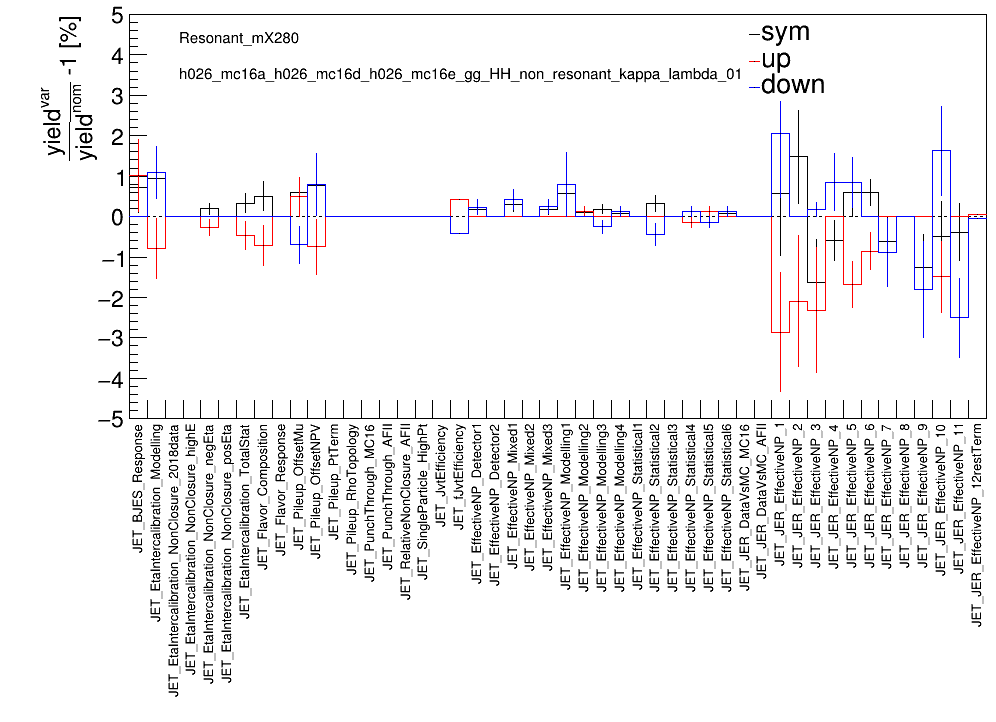 yield^var / yield^nom -1 [%]
5
4
3
2
1
0
−1
−2
−3
−4
−5
Resonant_mX280
h026_mc16a_h026_mc16d_h026_mc16e_gg_HH_non_resonant_kappa_lambda_01
sym
up
down
JET_BJES_Response
JET_EtaIntercalibration_Modelling
JET_EtaIntercalibration_NonClosure_2018data
JET_EtaIntercalibration_NonClosure_highE
JET_EtaIntercalibration_NonClosure_negEta
JET_EtaIntercalibration_NonClosure_posEta
JET_EtaIntercalibration_TotalStat
JET_Flavor_Composition
JET_Flavor_Response
JET_Pileup_OffsetMu
JET_Pileup_OffsetNPV
JET_Pileup_PtTerm
JET_Pileup_RhoTopology
JET_PunchThrough_MC16
JET_PunchThrough_AFII
JET_RelativeNonClosure_AFII
JET_SingleParticle_HighPt
JET_JvtEfficiency
JET_fJvtEfficiency
JET_EffectiveNP_Detector1
JET_EffectiveNP_Detector2
JET_EffectiveNP_Mixed1
JET_EffectiveNP_Mixed2
JET_EffectiveNP_Mixed3
JET_EffectiveNP_Modelling1
JET_EffectiveNP_Modelling2
JET_EffectiveNP_Modelling3
JET_EffectiveNP_Modelling4
JET_EffectiveNP_Statistical1
JET_EffectiveNP_Statistical2
JET_EffectiveNP_Statistical3
JET_EffectiveNP_Statistical4
JET_EffectiveNP_Statistical5
JET_EffectiveNP_Statistical6
JET_JER_DataVsMC_MC16
JET_JER_DataVsMC_AFII
JET_JER_EffectiveNP_1
JET_JER_EffectiveNP_2
JET_JER_EffectiveNP_3
JET_JER_EffectiveNP_4
JET_JER_EffectiveNP_5
JET_JER_EffectiveNP_6
JET_JER_EffectiveNP_7
JET_JER_EffectiveNP_8
JET_JER_EffectiveNP_9
JET_JER_EffectiveNP_10
JET_JER_EffectiveNP_11
JET_JER_EffectiveNP_12restTerm